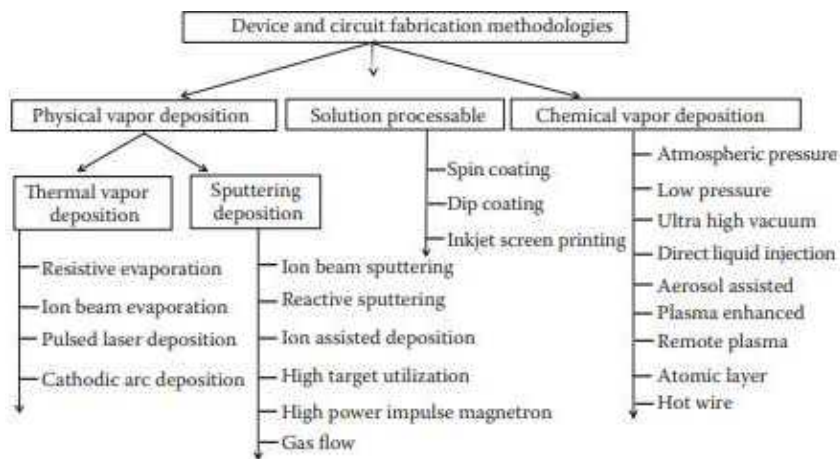 Device and circuit fabrication methodologies
Physical vapor deposition
Solution processable
Chemical vapor deposition
Thermal vapor
deposition
Sputtering
deposition
Resistive evaporation
Ion beam evaporation
Pulsed laser deposition
Cathodic arc deposition
Ion beam sputtering
Reactive sputtering
Ion assisted deposition
High target utilization
High power impulse magnetron
Gas flow
Spin coating
Dip coating
Inkjet screen printing
Atmospheric pressure
Low pressure
Ultra high vacuum
Direct liquid injection
Aerosol assisted
Plasma enhanced
Remote plasma
Atomic layer
Hot wire